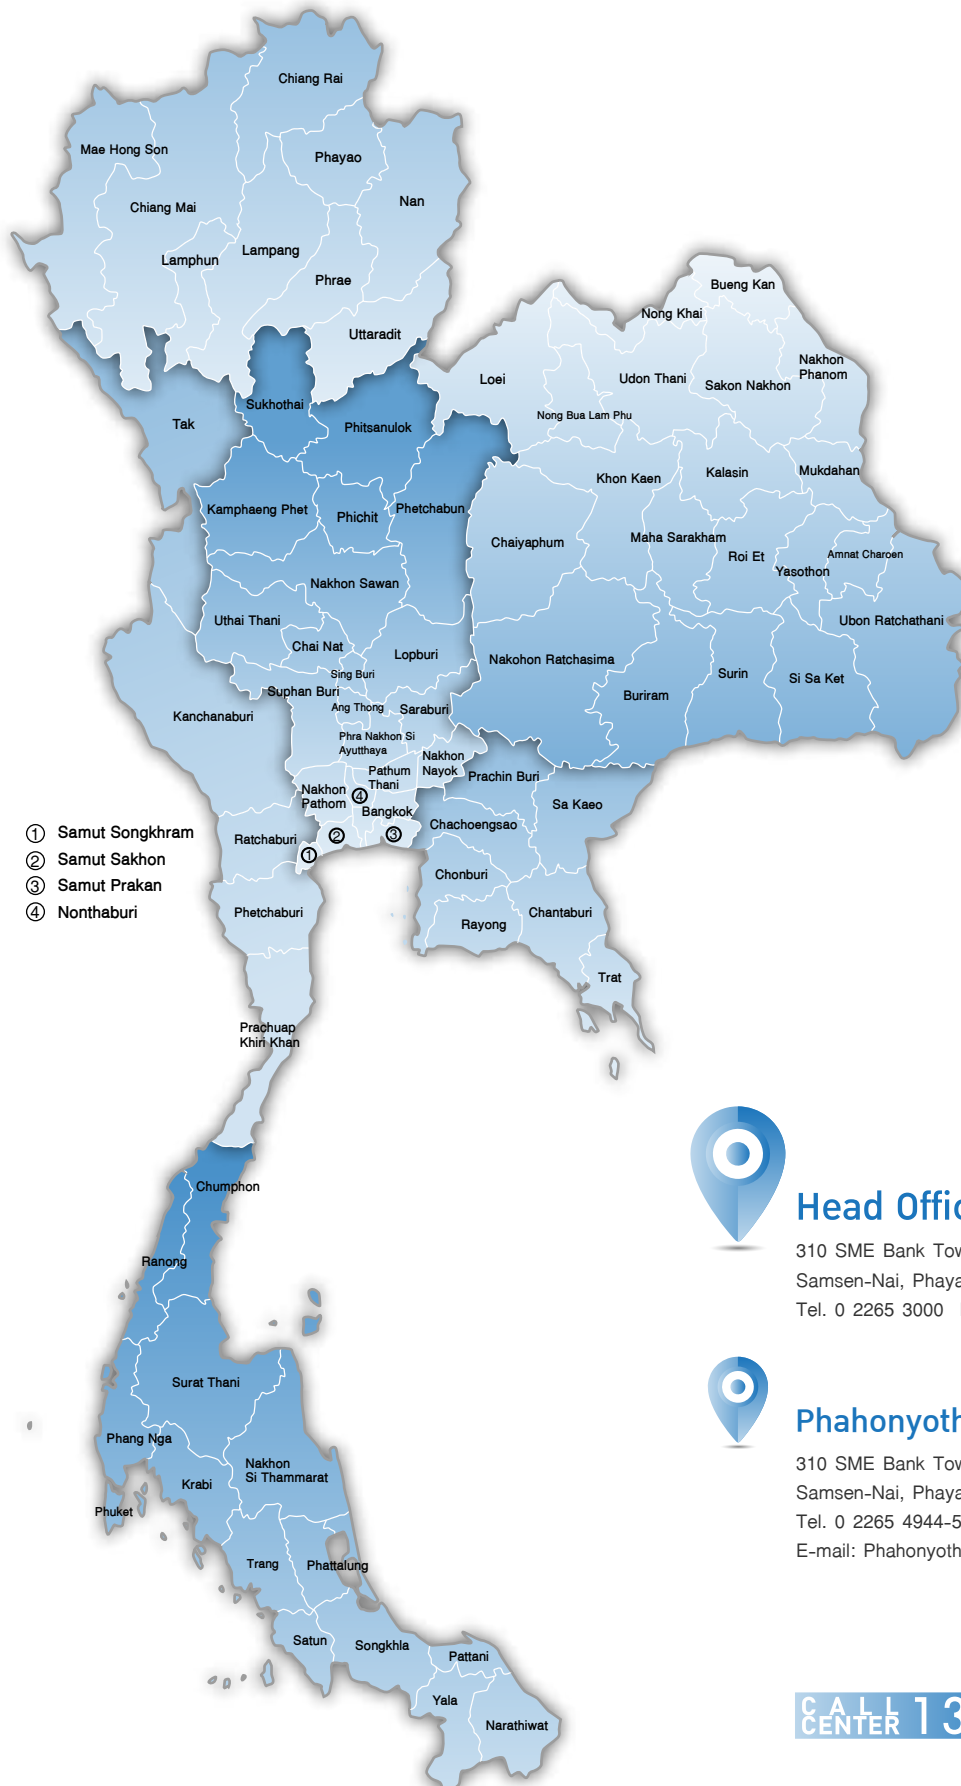 Chiang Rai
Mae Hong Son
Phayao
Nan
Chiang Mai
Lamphun
Lampang
Phrae
Uttaradit
Bueng Kan
Nong Khai
Nakhon
Phanom
Loei
Udon Thani
Sakon Nakhon
Nong Bua Lam Phu
Sukhothai
Tak
Phitsanulok
Khon Kaen
Kalasin
Mukdahan
Kamphaeng Phet
Phichit
Phetchabun
Chaiyaphum
Maha Sarakham
Roi Et
Amnat Charoen
Yasothon
Nakhon Sawan
Uthai Thani
Ubon Ratchathani
Chai Nat
Lopburi
Nakohon Ratchasima
Sing Buri
Surin
Si Sa Ket
Suphan Buri
Buriram
Ang Thong
Saraburi
Kanchanaburi
Phra Nakhon Si
Ayutthaya
Nakhon
Nayok
Pathum
Thani
Prachin Buri
Nakhon
Pathom
4
Sa Kaeo
Bangkok
Chachoengsao
2
3
Ratchaburi
1
1 Samut Songkhram
2 Samut Sakhon
3 Samut Prakan
4 Nonthaburi
Chonburi
Phetchaburi
Rayong
Chantaburi
Trat
Prachuap
Khiri Khan
Chumphon
Ranong
Surat Thani
Phang Nga
Nakhon
Si Thammarat
Krabi
Phuket
Trang
Phattalung
Satun
Songkhla
Pattani
Yala
Narathiwat
Head Offic
310 SME Bank Tow
Samsen-Nai, Phaya
Tel. 0 2265 3000
Phahonyoth
310 SME Bank Tow
Samsen-Nai, Phaya
Tel. 0 2265 4944-5
E-mail: Phahonyoth
CALL
CENTER 13